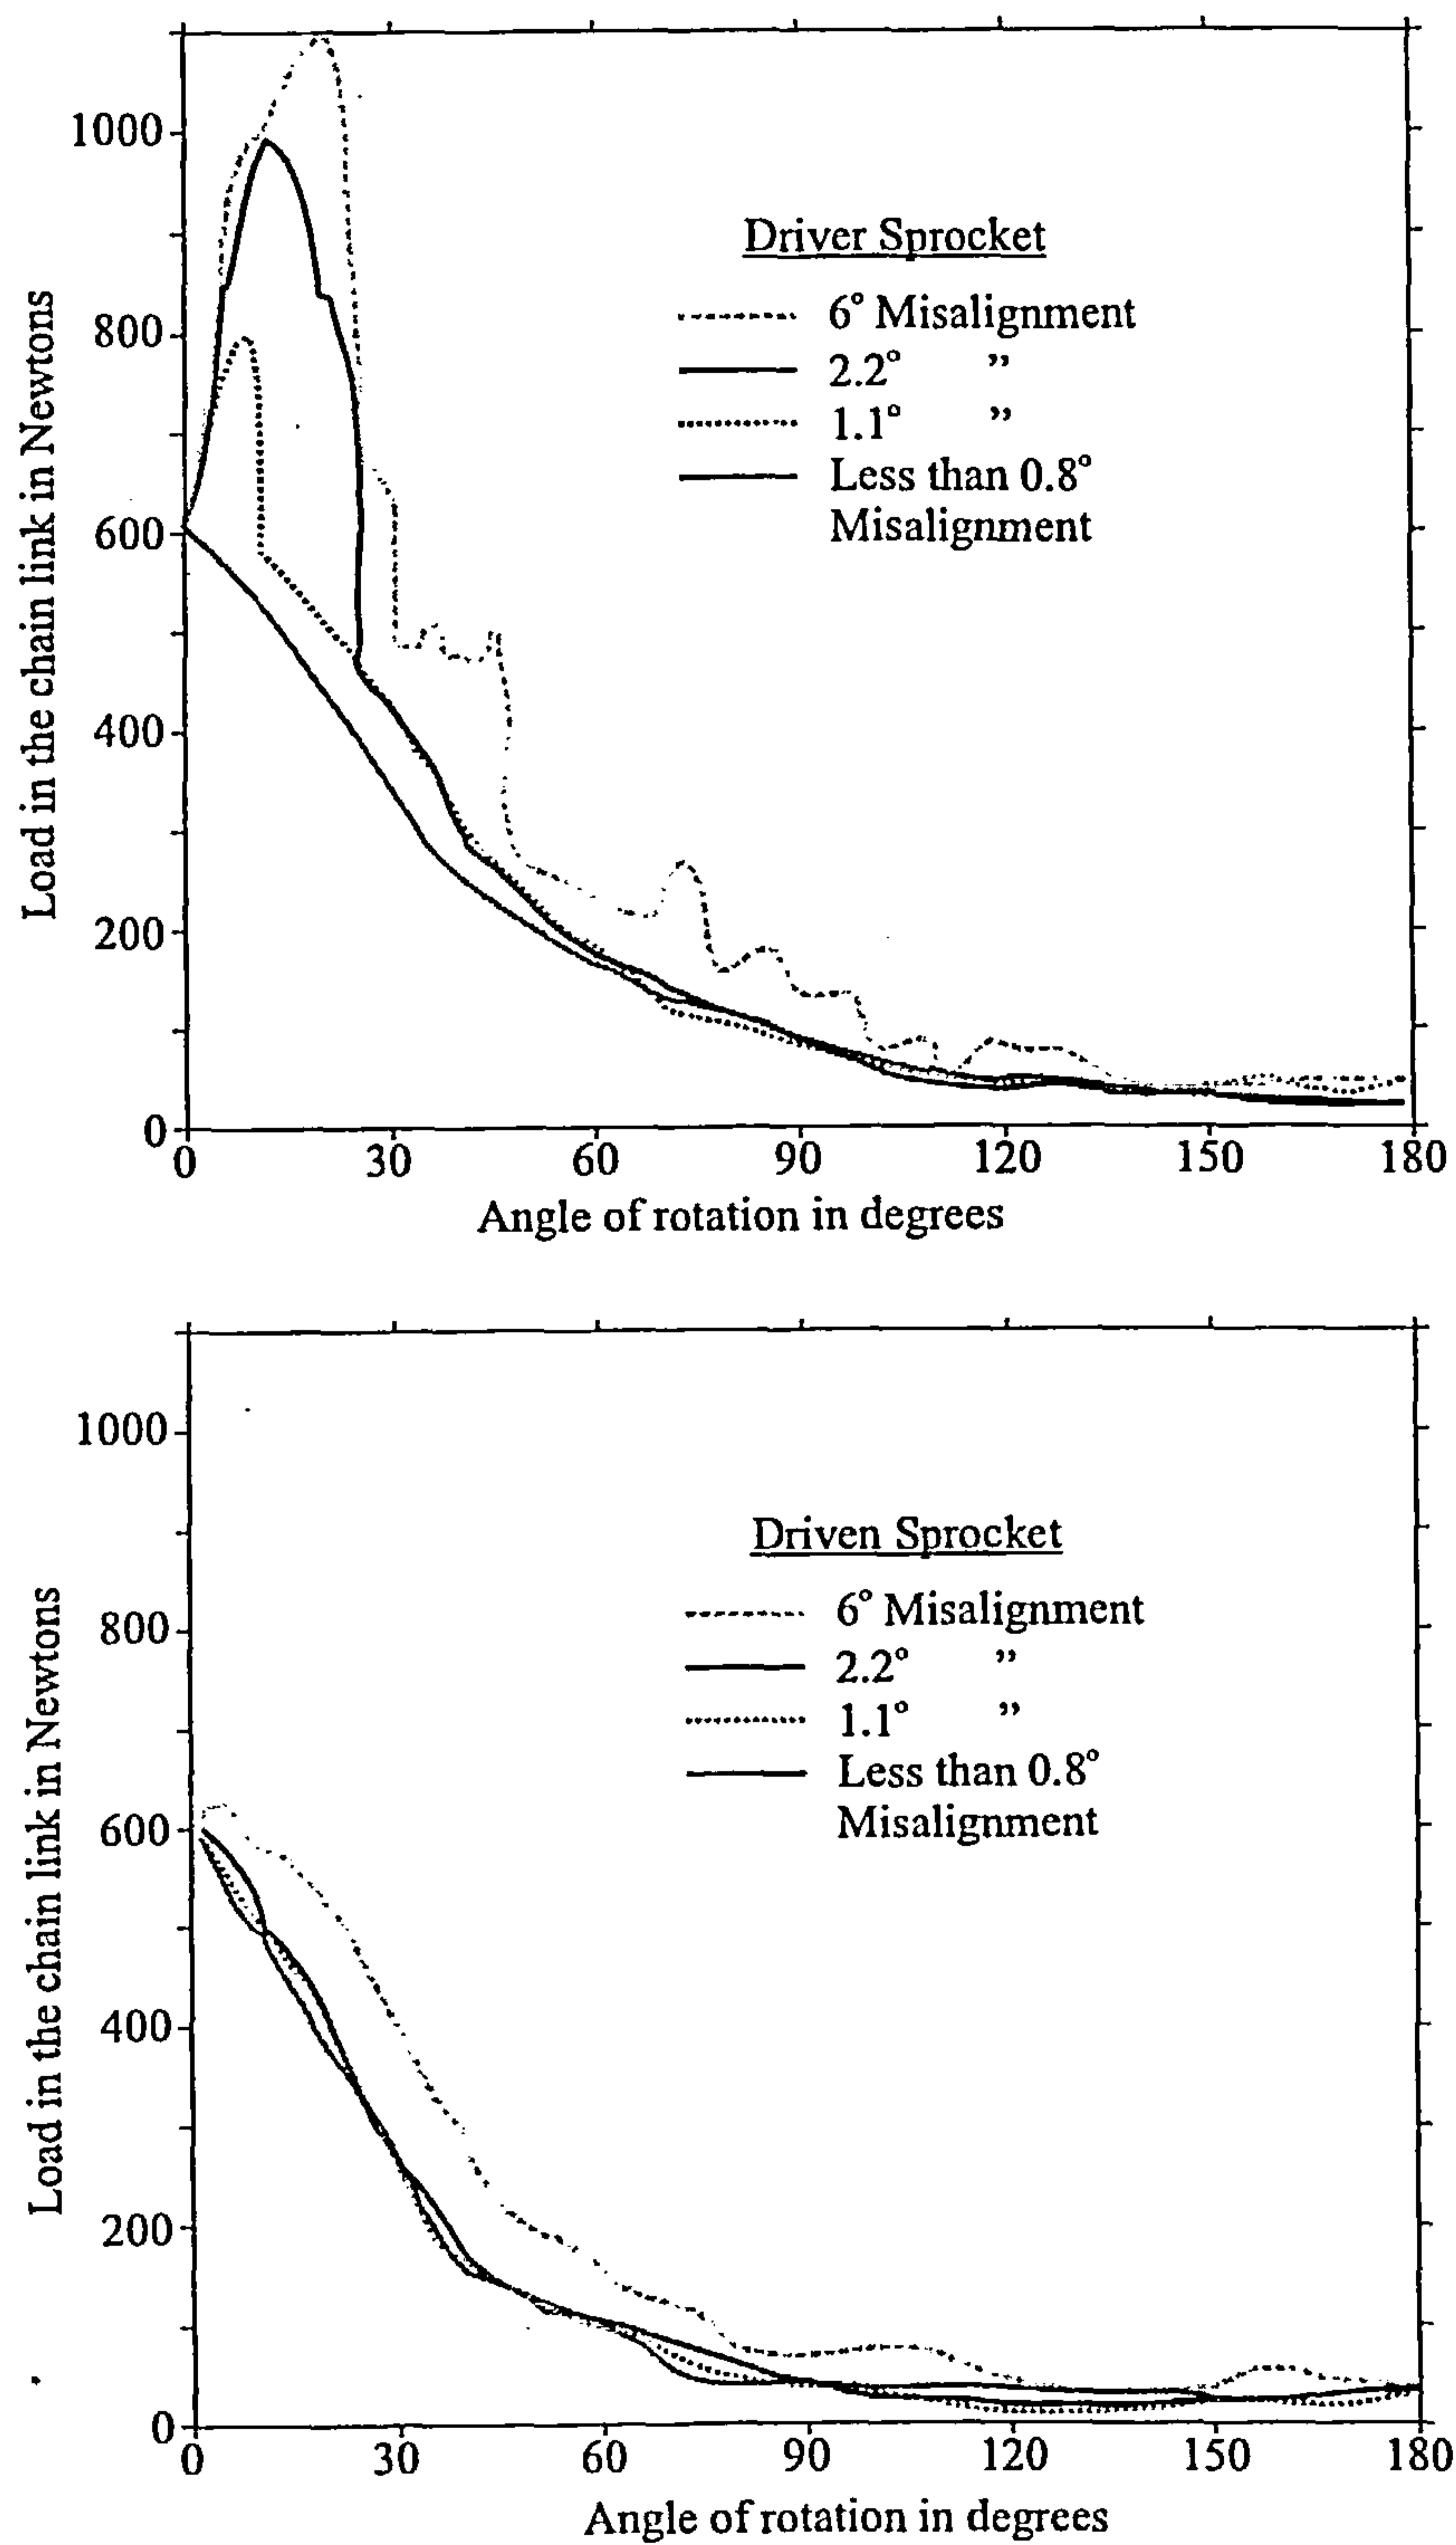 1000
800
600
400
200
0
Load in the chain link in Newtons
Driver Sprocket
6° Misalignment
2.2° ”
1.1° ”
Less than 0.8°
Misalignment
0 30 60 90 120 150 180
Angle of rotation in degrees
1000
800
600
400
200
0
Load in the chain link in Newtons
Driven Sprocket
6° Misalignment
2.2° ”
1.1° ”
Less than 0.8°
Misalignment
0 30 60 90 120 150 180
Angle of rotation in degrees